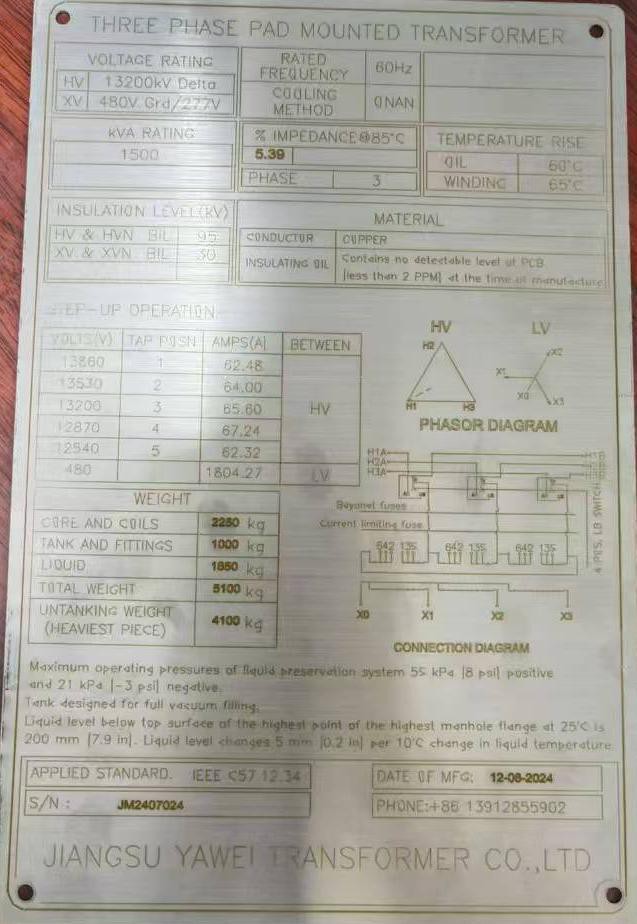 THREE PHASE PAD MOUNTED TRANSFORMER
VOLTAGE RATING
HV 13200kV Delta
XV 480V Grd/277V
RATED FREQUENCY 60Hz
COOLING METHOD ONAN
kVA RATING
1500
% IMPEDANCE@85°C
5.39
PHASE 3
TEMPERATURE RISE
OIL 60°C
WINDING 65°C
INSULATION LEVEL(kV)
HV & HVN BIL 95
XV & XVN BIL 30
MATERIAL
CONDUCTOR COPPER
INSULATING OIL Contains no detectable level of PCB
[less than 2 PPM] at the time of manufacture
STEP-UP OPERATION
VOLTS(V) TAP POSN AMPS(A) BETWEEN
13860 1 62.48
13530 2 64.00
13200 3 65.60 HV
12870 4 67.24
12540 5 62.32
480 1804.27 LV
HV LV
H2
H1 H3
X1 X2
X0 X3
PHASOR DIAGRAM
H1A
H2A
H3A
Bayonet fuses
Current limiting fuse
642 135 642 135 642 135
4 PES, LB SWITCH
X0 X1 X2 X3
CONNECTION DIAGRAM
WEIGHT
CORE AND COILS 2250 kg
TANK AND FITTINGS 1000 kg
LIQUID 1850 kg
TOTAL WEIGHT 5100 kg
UNTANKING WEIGHT
(HEAVIEST PIECE) 4100 kg
Maximum operating pressures of liquid preservation system 55 kPa [8 psi] positive
and 21 kPa [-3 psi] negative.
Tank designed for full vacuum filling.
Liquid level below top surface of the highest point of the highest manhole flange at 25°C is
200 mm [7.9 in]. Liquid level changes 5 mm [0.2 in] per 10°C change in liquid temperature
APPLIED STANDARD. IEEE C57.12.34
DATE OF MFG: 12-08-2024
S/N : JM2407024
PHONE:+86 13912855902
JIANGSU YAWEI TRANSFORMER CO.,LTD